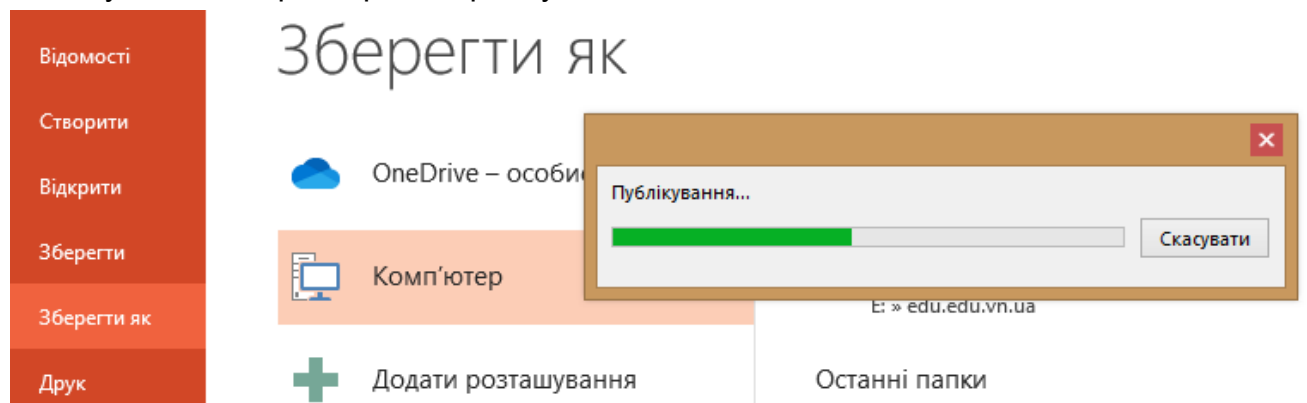 Відомості
Створити
Відкрити
Зберегти
Зберегти як
Друк
Зберегти як
OneDrive –
Комп'ютер
Додати розташування
Публікування...
Скасувати
E: » edu.edu.vn.ua
Останні папки